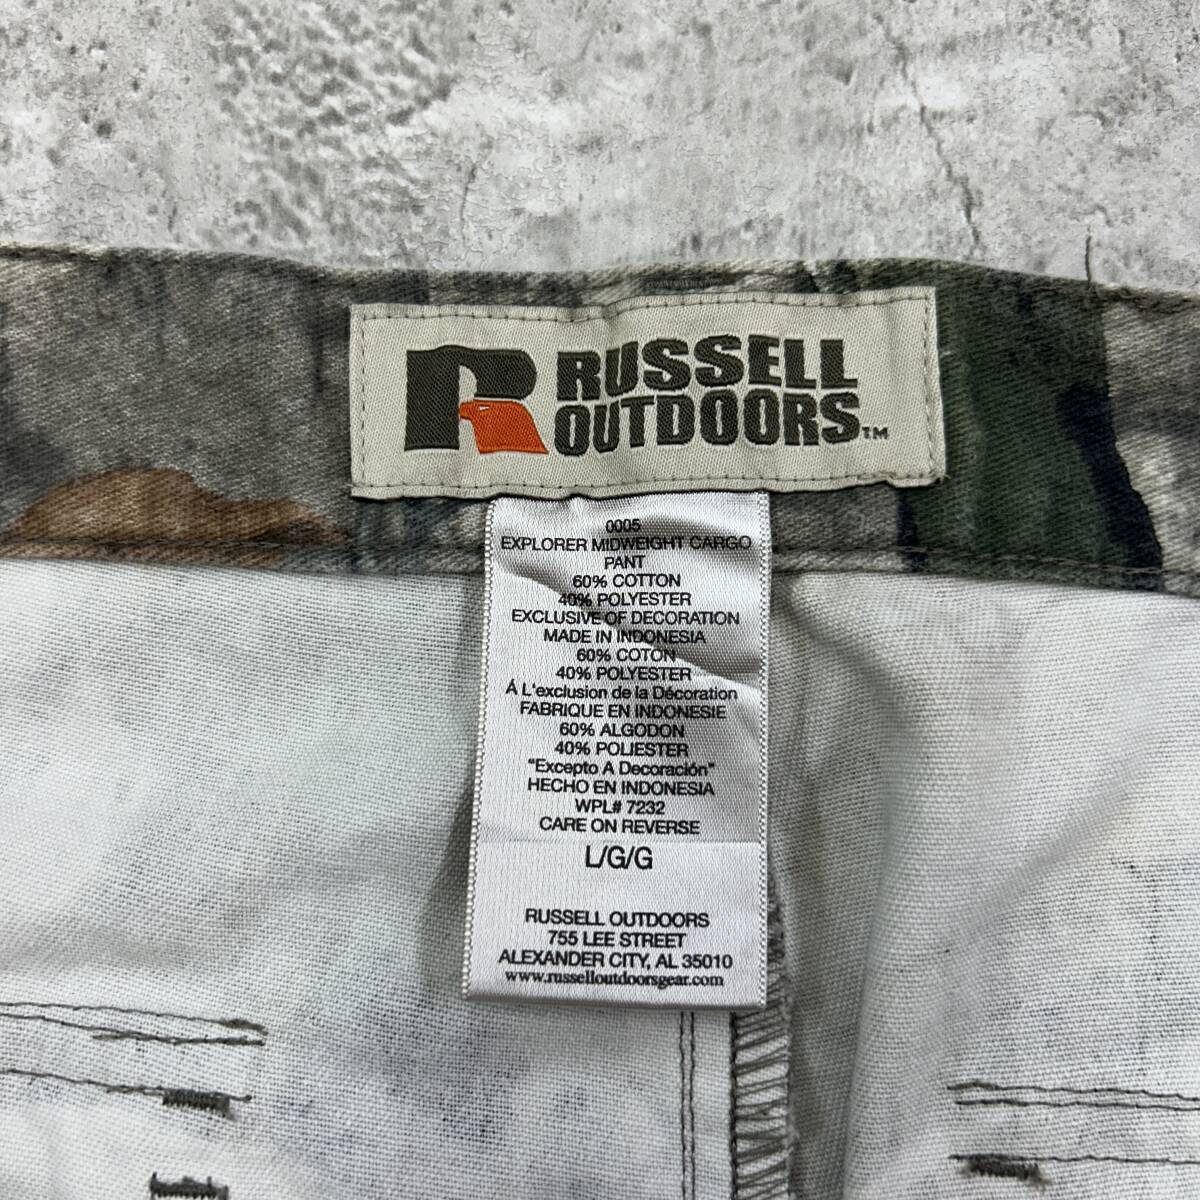 RUSSELL
OUTDOORS™
0005
EXPLORER MIDWEIGHT CARGO
PANT
60% COTTON
40% POLYESTER
EXCLUSIVE OF DECORATION
MADE IN INDONESIA
60% COTON
40% POLYESTER
Á L'exclusion de la Décoration
FABRIQUE EN INDONESIE
60% ALGODON
40% POLIESTER
"Excepto A Decoración"
HECHO EN INDONESIA
WPL# 7232
CARE ON REVERSE
L/G/G
RUSSELL OUTDOORS
755 LEE STREET
ALEXANDER CITY, AL 35010
www.russelloutdoorsgear.com